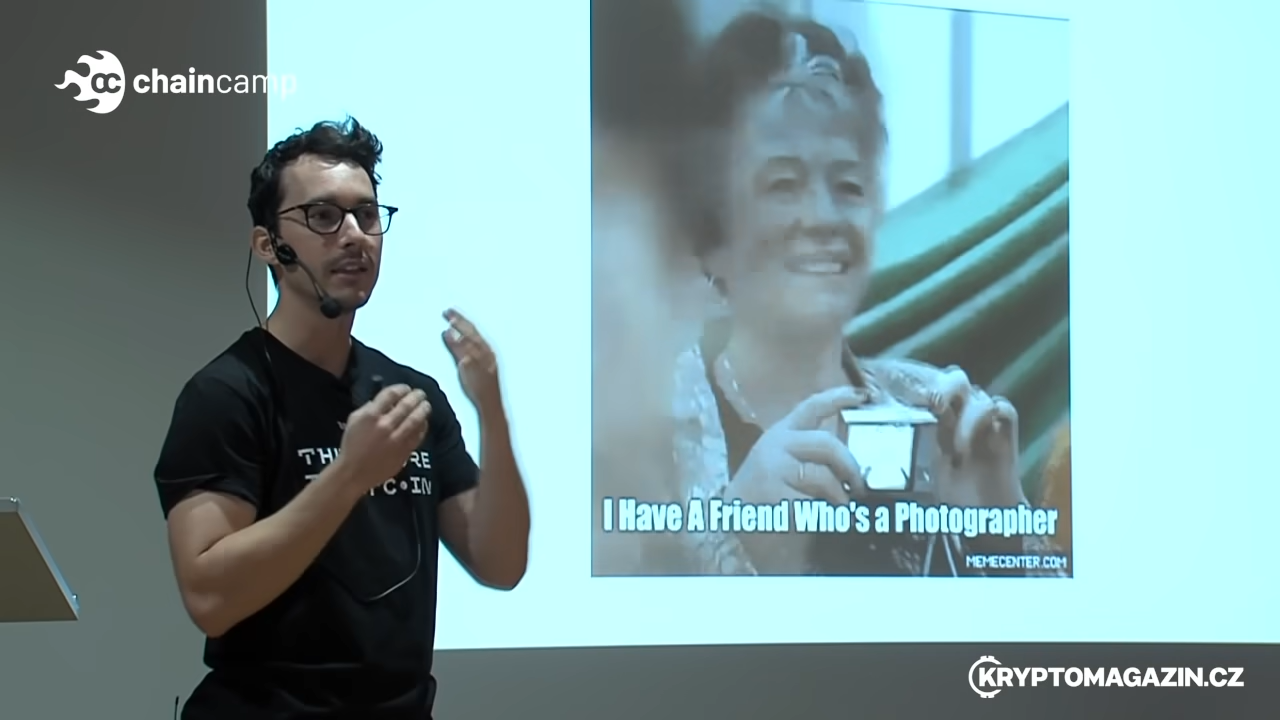 chaincamp
I Have A Friend Who's a Photographer
MEMECENTER.COM
KRYPTOMAGAZIN.CZ